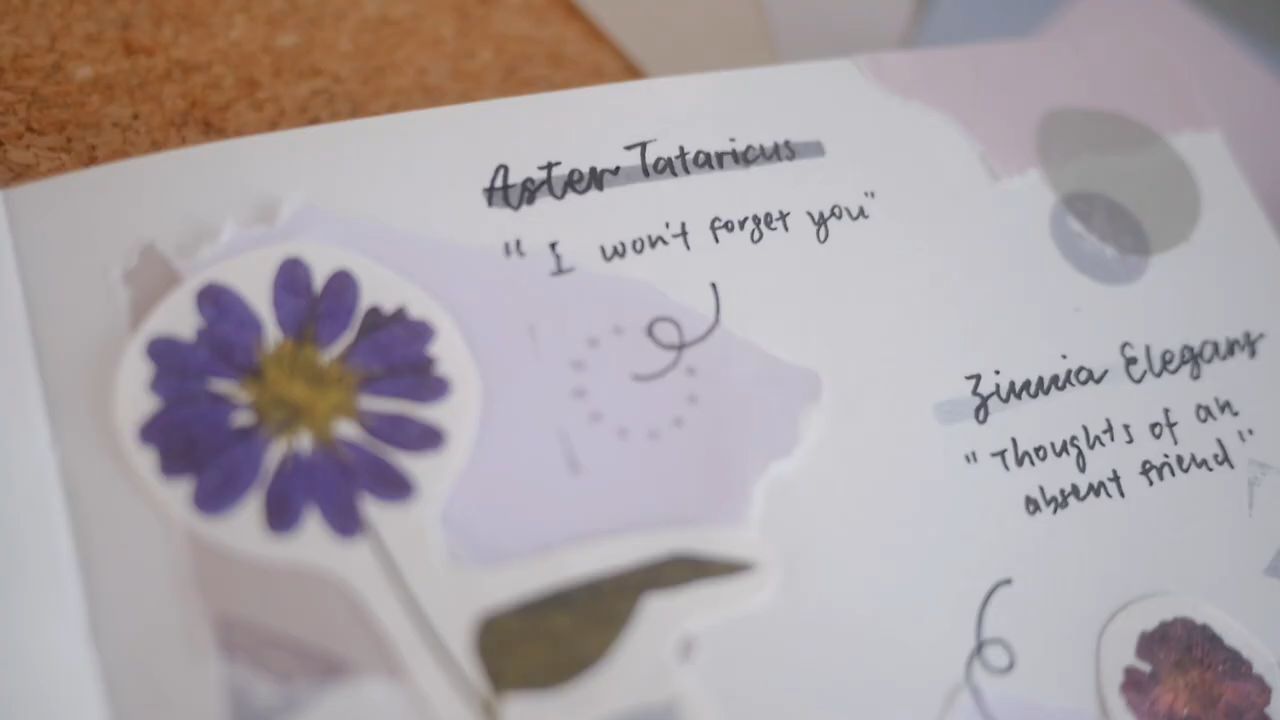 Aster Tataricus
"I won't forget you"
Zinnia Elegans
"Thoughts of an
absent friend"